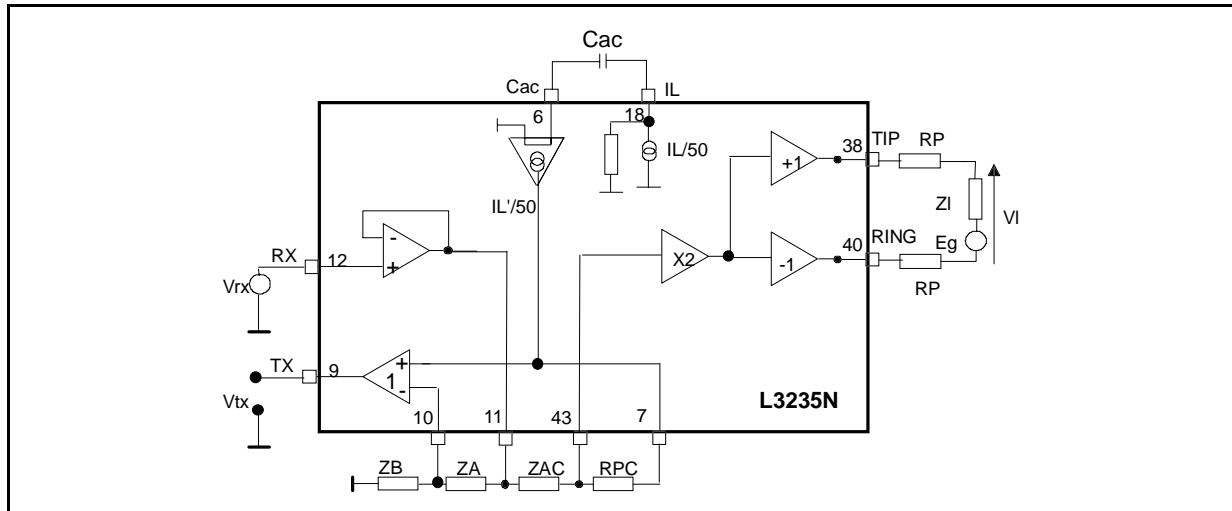 Cac
Cac
IL
6
18
IL/50
IL'/50
38
TIP
RP
+1
ZI
VI
Eg
RX
12
-
+
Vrx
X2
-1
40
RING
RP
TX
9
+
1
-
Vtx
L3235N
10
11
43
7
ZB
ZA
ZAC
RPC